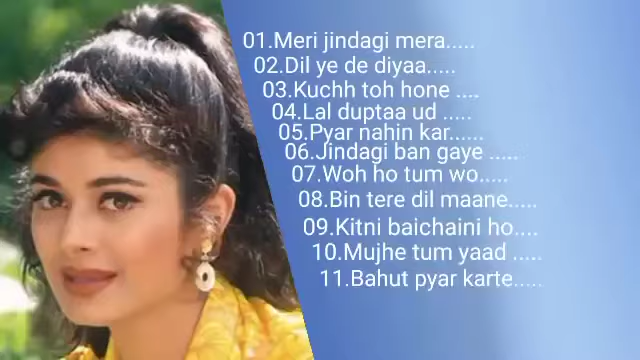 01.Meri jindagi mera.....
02.Dil ye de diyaa.....
03.Kuchh toh hone ....
04.Lal duptaa ud .....
05.Pyar nahin kar......
06.Jindagi ban gaye .....
07.Woh ho tum wo.....
08.Bin tere dil maane.....
09.Kitni baichaini ho....
10.Mujhe tum yaad .....
11.Bahut pyar karte.....